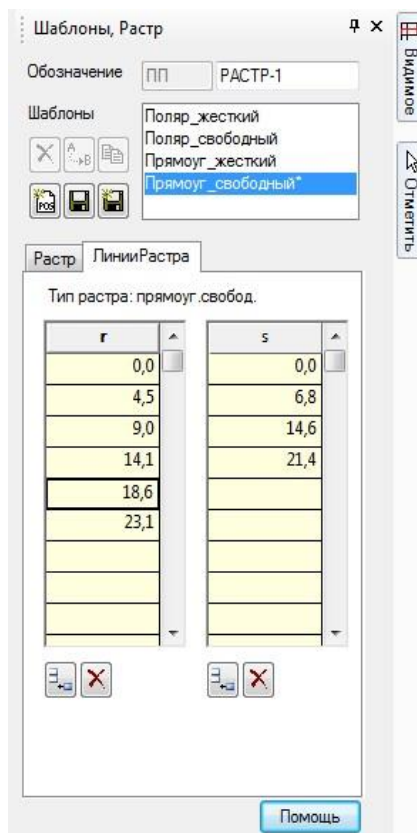 Шаблоны, Растр
Обозначение ПП РАСТР-1
Шаблоны
Поляр_жесткий
Поляр_свободный
Прямоуг_жесткий
Прямоуг_свободный*
POS
Растр ЛинииРастра
Тип растра: прямоуг.свобод.
r s
0,0 0,0
4,5 6,8
9,0 14,6
14,1 21,4
18,6
23,1
Помощь
Видимое
Отметить